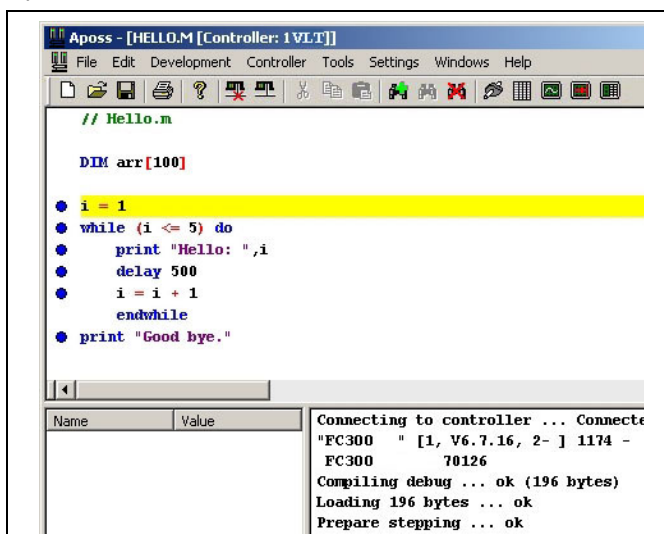 Aposs - [HELLO.M [Controller: 1VLT]]
File Edit Development Controller Tools Settings Windows Help
// Hello.m
DIM arr[100]
i = 1
while (i <= 5) do
print "Hello: ",i
delay 500
i = i + 1
endwhile
print "Good bye."
Name Value
Connecting to controller ... Connecte
"FC300 " [1, V6.7.16, 2- ] 1174 -
FC300 70126
Compiling debug ... ok (196 bytes)
Loading 196 bytes ... ok
Prepare stepping ... ok